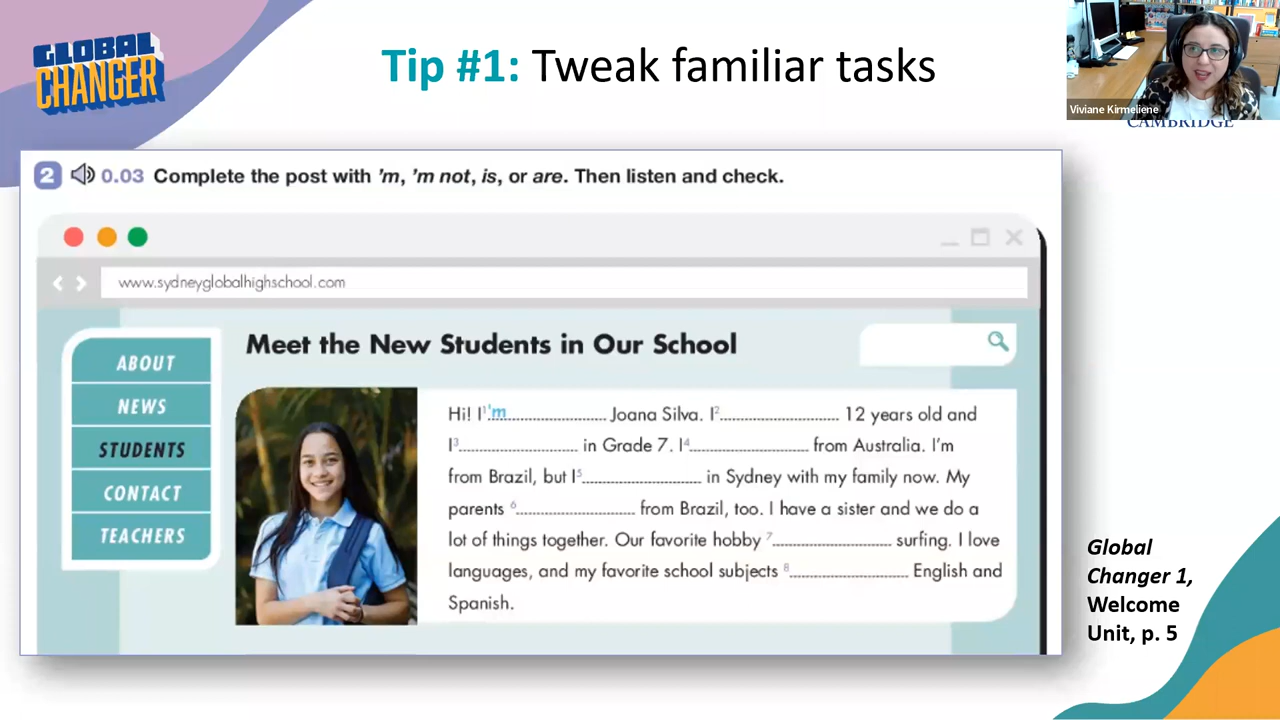 GLOBAL
CHANGER
Tip #1: Tweak familiar tasks
Viviane Kirmeliene
CAMBRIDGE
2 0.03 Complete the post with 'm, 'm not, is, or are. Then listen and check.
www.sydneyglobalhighschool.com
ABOUT
NEWS
STUDENTS
CONTACT
TEACHERS
Meet the New Students in Our School
Hi! I 1 'm Joana Silva. I 2 12 years old and
I 3 in Grade 7. I 4 from Australia. I'm
from Brazil, but I 5 in Sydney with my family now. My
parents 6 from Brazil, too. I have a sister and we do a
lot of things together. Our favorite hobby 7 surfing. I love
languages, and my favorite school subjects 8 English and
Spanish.
Global
Changer 1,
Welcome
Unit, p. 5